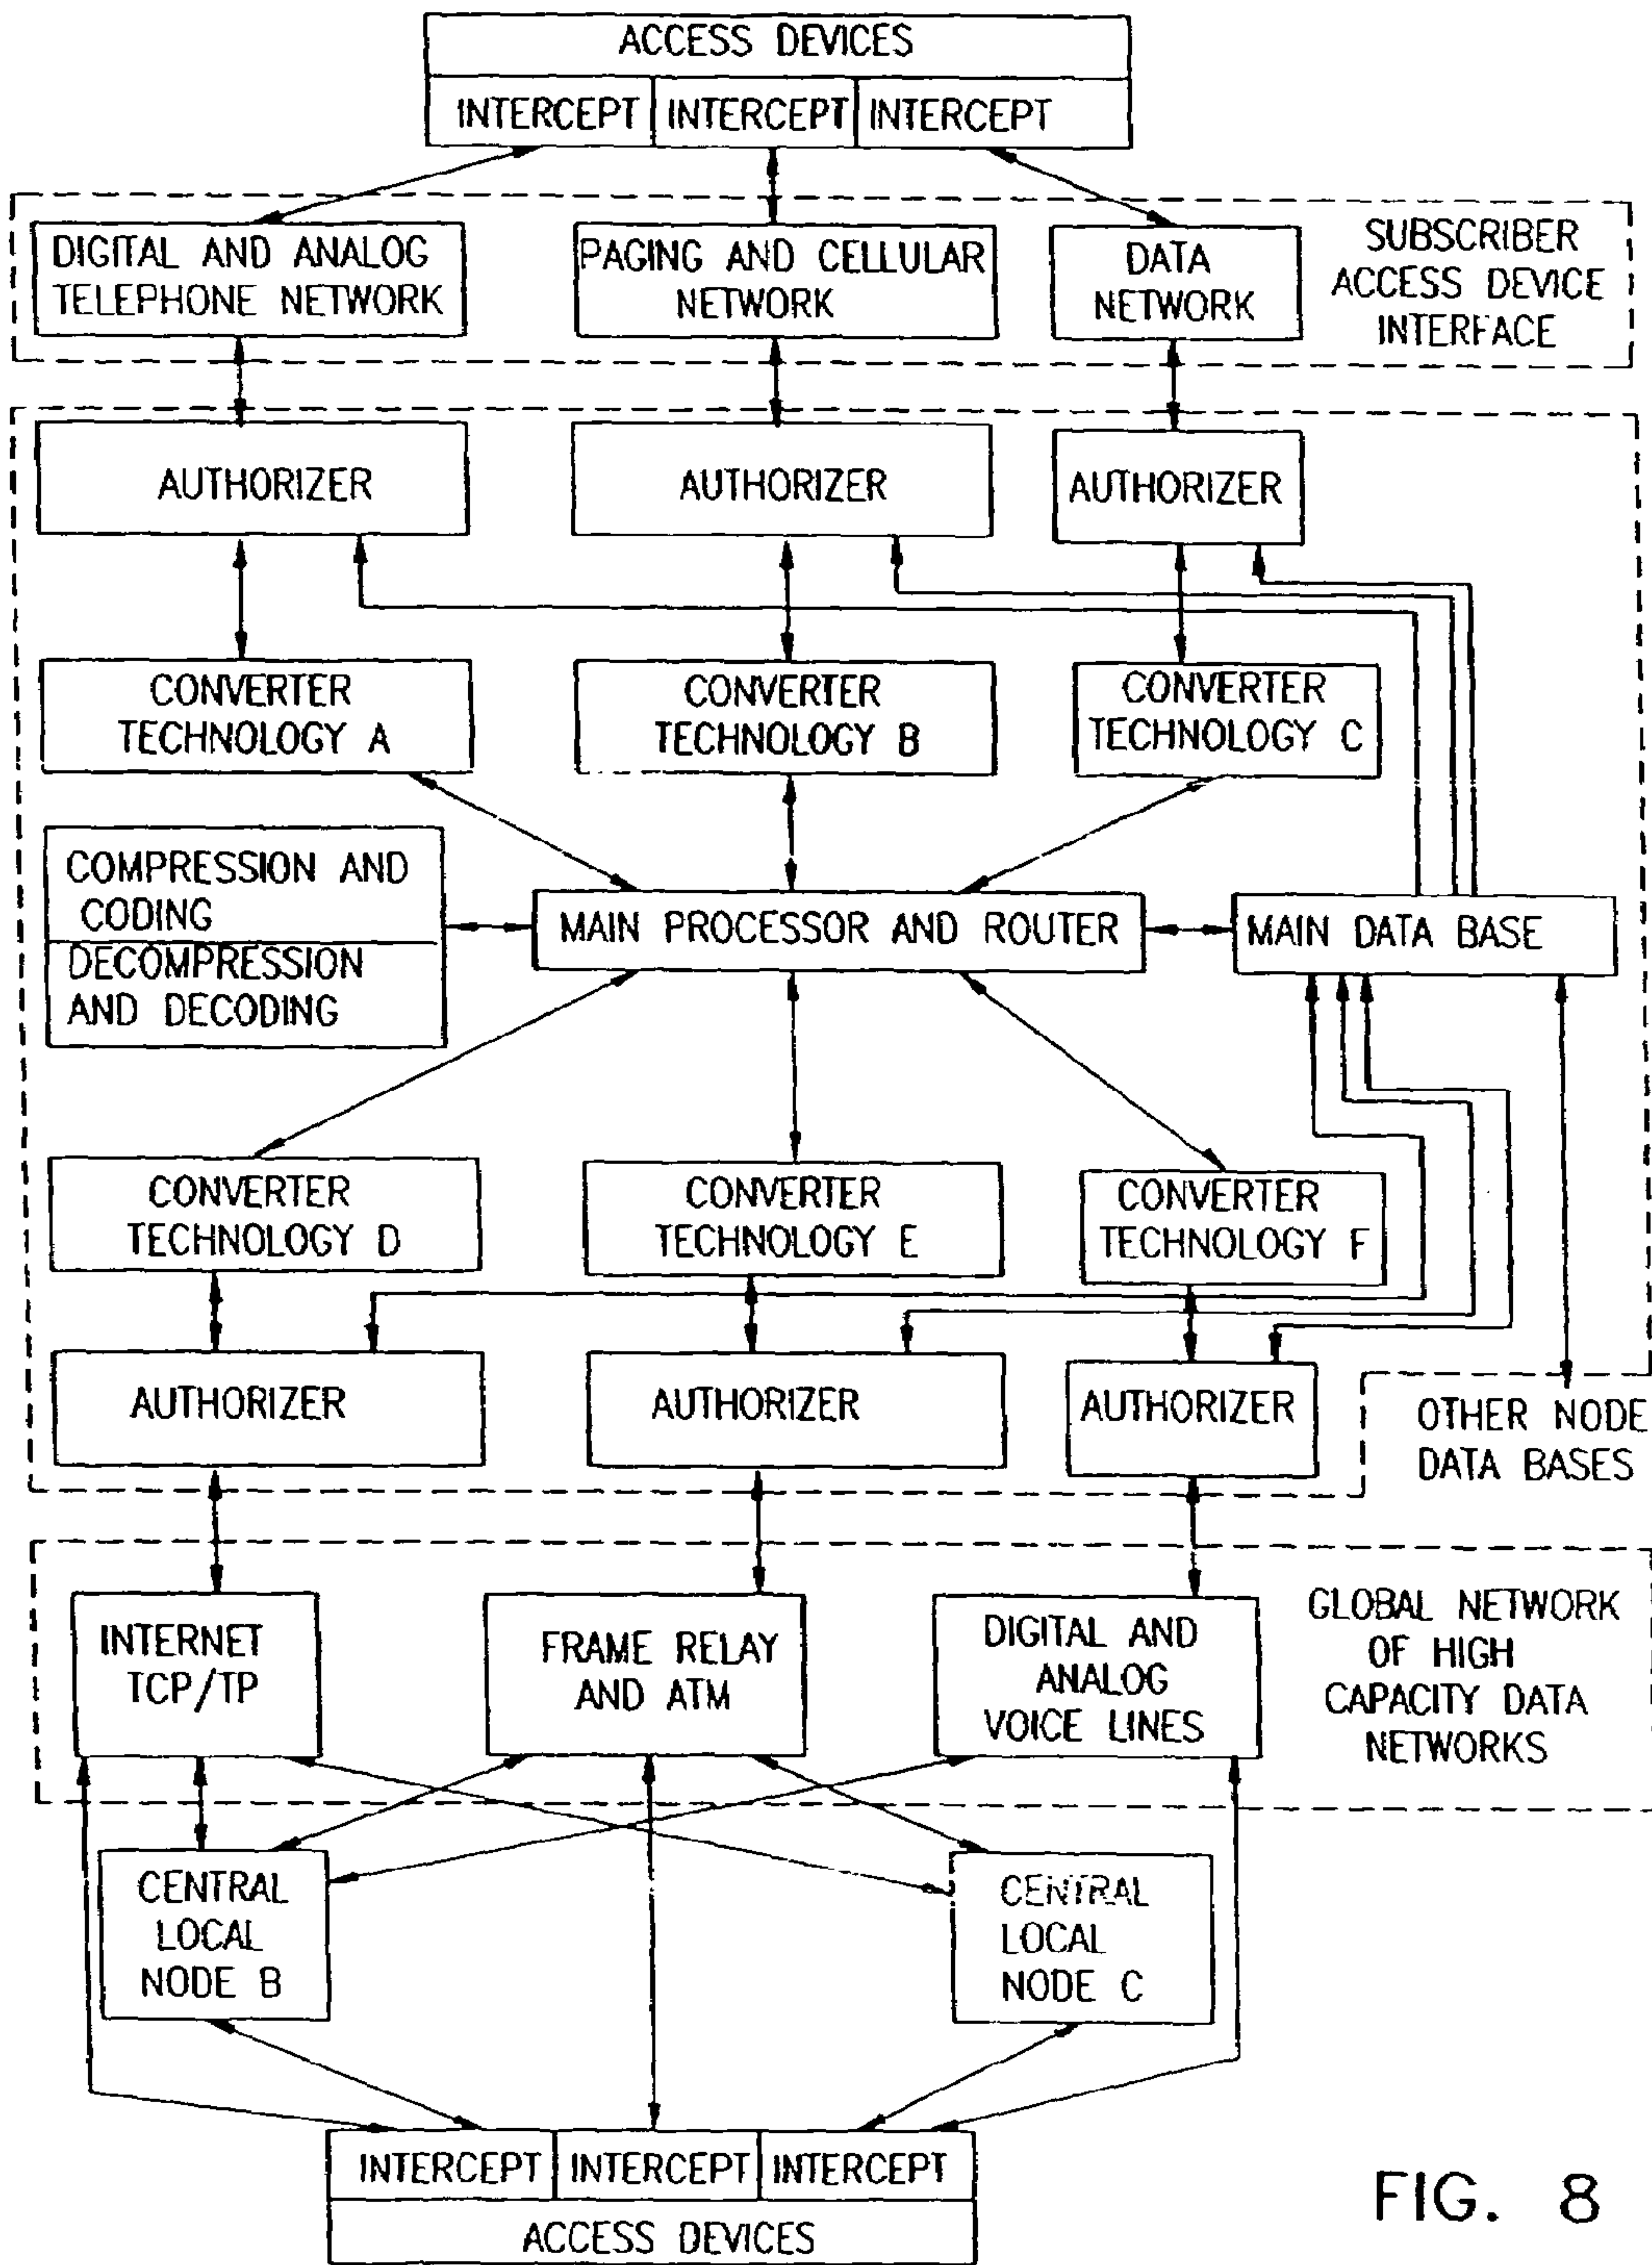 ACCESS DEVICES
INTERCEPT INTERCEPT INTERCEPT
DIGITAL AND ANALOG
TELEPHONE NETWORK
PAGING AND CELLULAR
NETWORK
DATA
NETWORK
SUBSCRIBER
ACCESS DEVICE
INTERFACE
AUTHORIZER
AUTHORIZER
AUTHORIZER
CONVERTER
TECHNOLOGY A
CONVERTER
TECHNOLOGY B
CONVERTER
TECHNOLOGY C
COMPRESSION AND
CODING
DECOMPRESSION
AND DECODING
MAIN PROCESSOR AND ROUTER
MAIN DATA BASE
CONVERTER
TECHNOLOGY D
CONVERTER
TECHNOLOGY E
CONVERTER
TECHNOLOGY F
AUTHORIZER
AUTHORIZER
AUTHORIZER
OTHER NODE
DATA BASES
INTERNET
TCP/TP
FRAME RELAY
AND ATM
DIGITAL AND
ANALOG
VOICE LINES
GLOBAL NETWORK
OF HIGH
CAPACITY DATA
NETWORKS
CENTRAL
LOCAL
NODE B
CENTRAL
LOCAL
NODE C
INTERCEPT INTERCEPT INTERCEPT
ACCESS DEVICES
FIG. 8